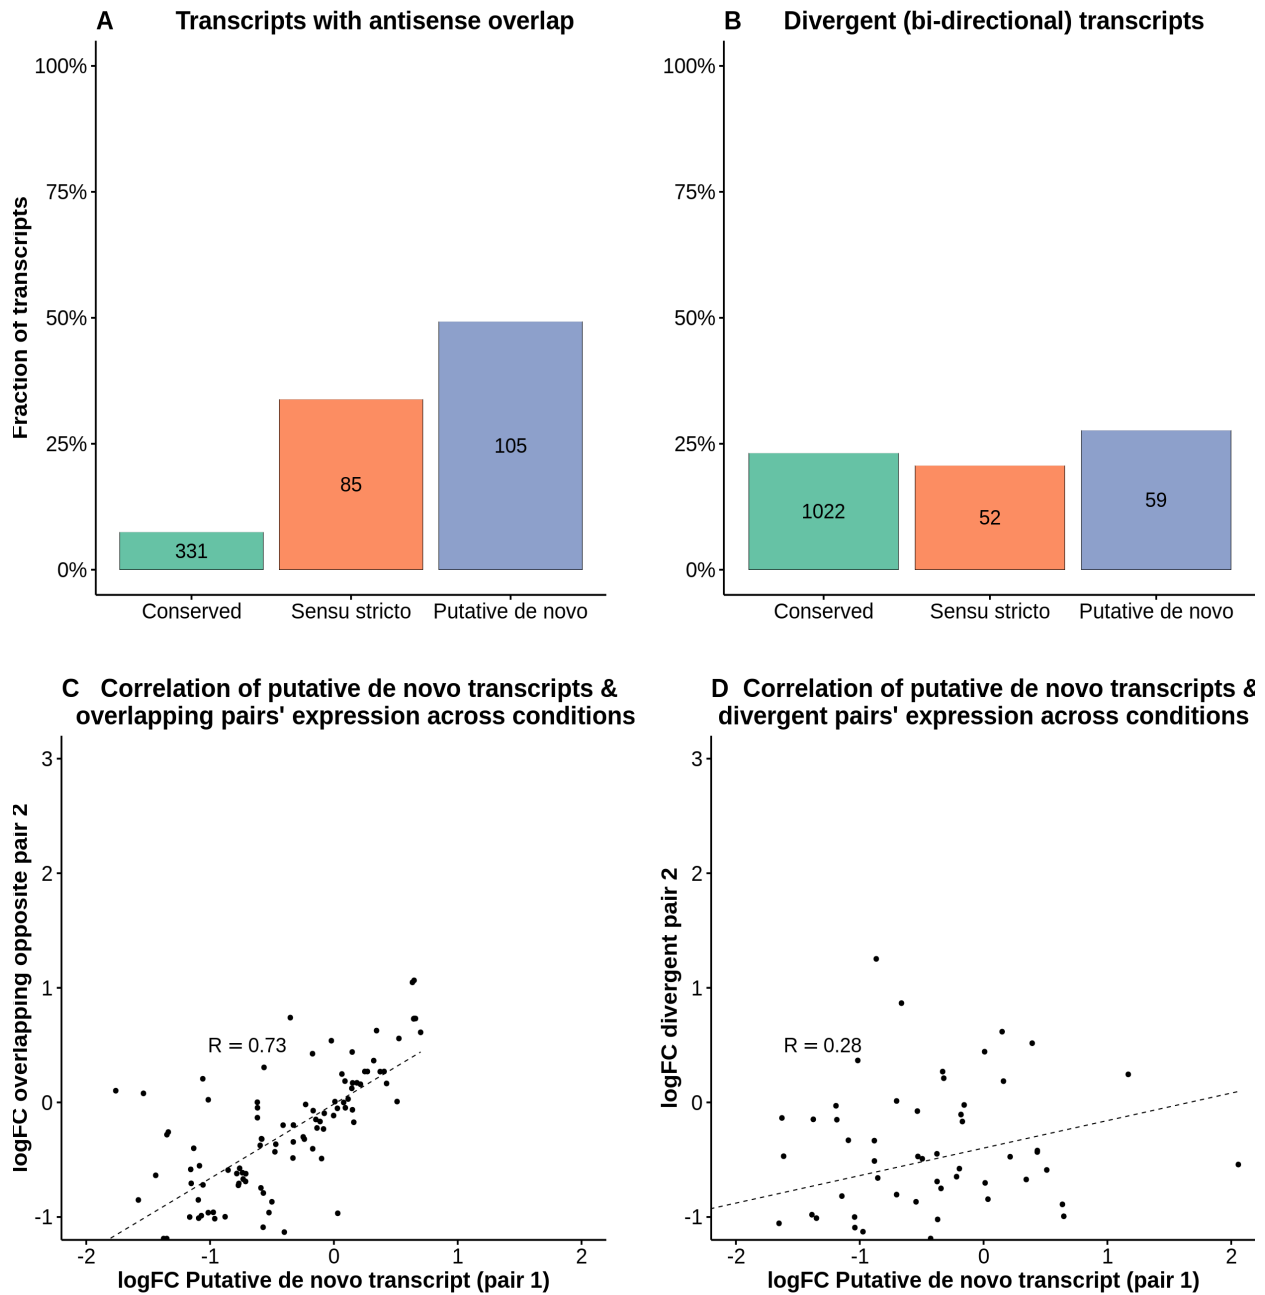 A Transcripts with antisense overlap
Fraction of transcripts
100%
75%
50%
25%
0%
331
85
105
Conserved Sensu stricto Putative de novo
B Divergent (bi-directional) transcripts
100%
75%
50%
25%
0%
1022
52
59
Conserved Sensu stricto Putative de novo
C Correlation of putative de novo transcripts &
overlapping pairs' expression across conditions
logFC overlapping opposite pair 2
3
2
1
0
-1
R = 0.73
-2 -1 0 1 2
logFC Putative de novo transcript (pair 1)
D Correlation of putative de novo transcripts &
divergent pairs' expression across conditions
logFC divergent pair 2
3
2
1
0
-1
R = 0.28
-2 -1 0 1 2
logFC Putative de novo transcript (pair 1)